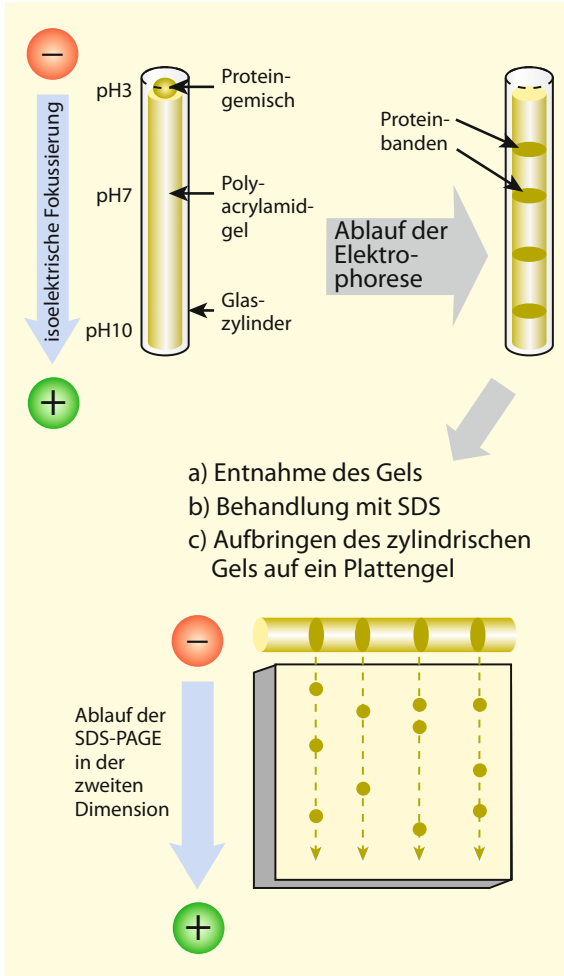 −
isoelektrische Fokussierung
+
pH3
pH7
pH10
Protein-
gemisch
Poly-
acrylamid-
gel
Glas-
zylinder
Ablauf der
Elektro-
phorese
Protein-
banden
a) Entnahme des Gels
b) Behandlung mit SDS
c) Aufbringen des zylindrischen
Gels auf ein Plattengel
−
Ablauf der
SDS-PAGE
in der
zweiten
Dimension
+